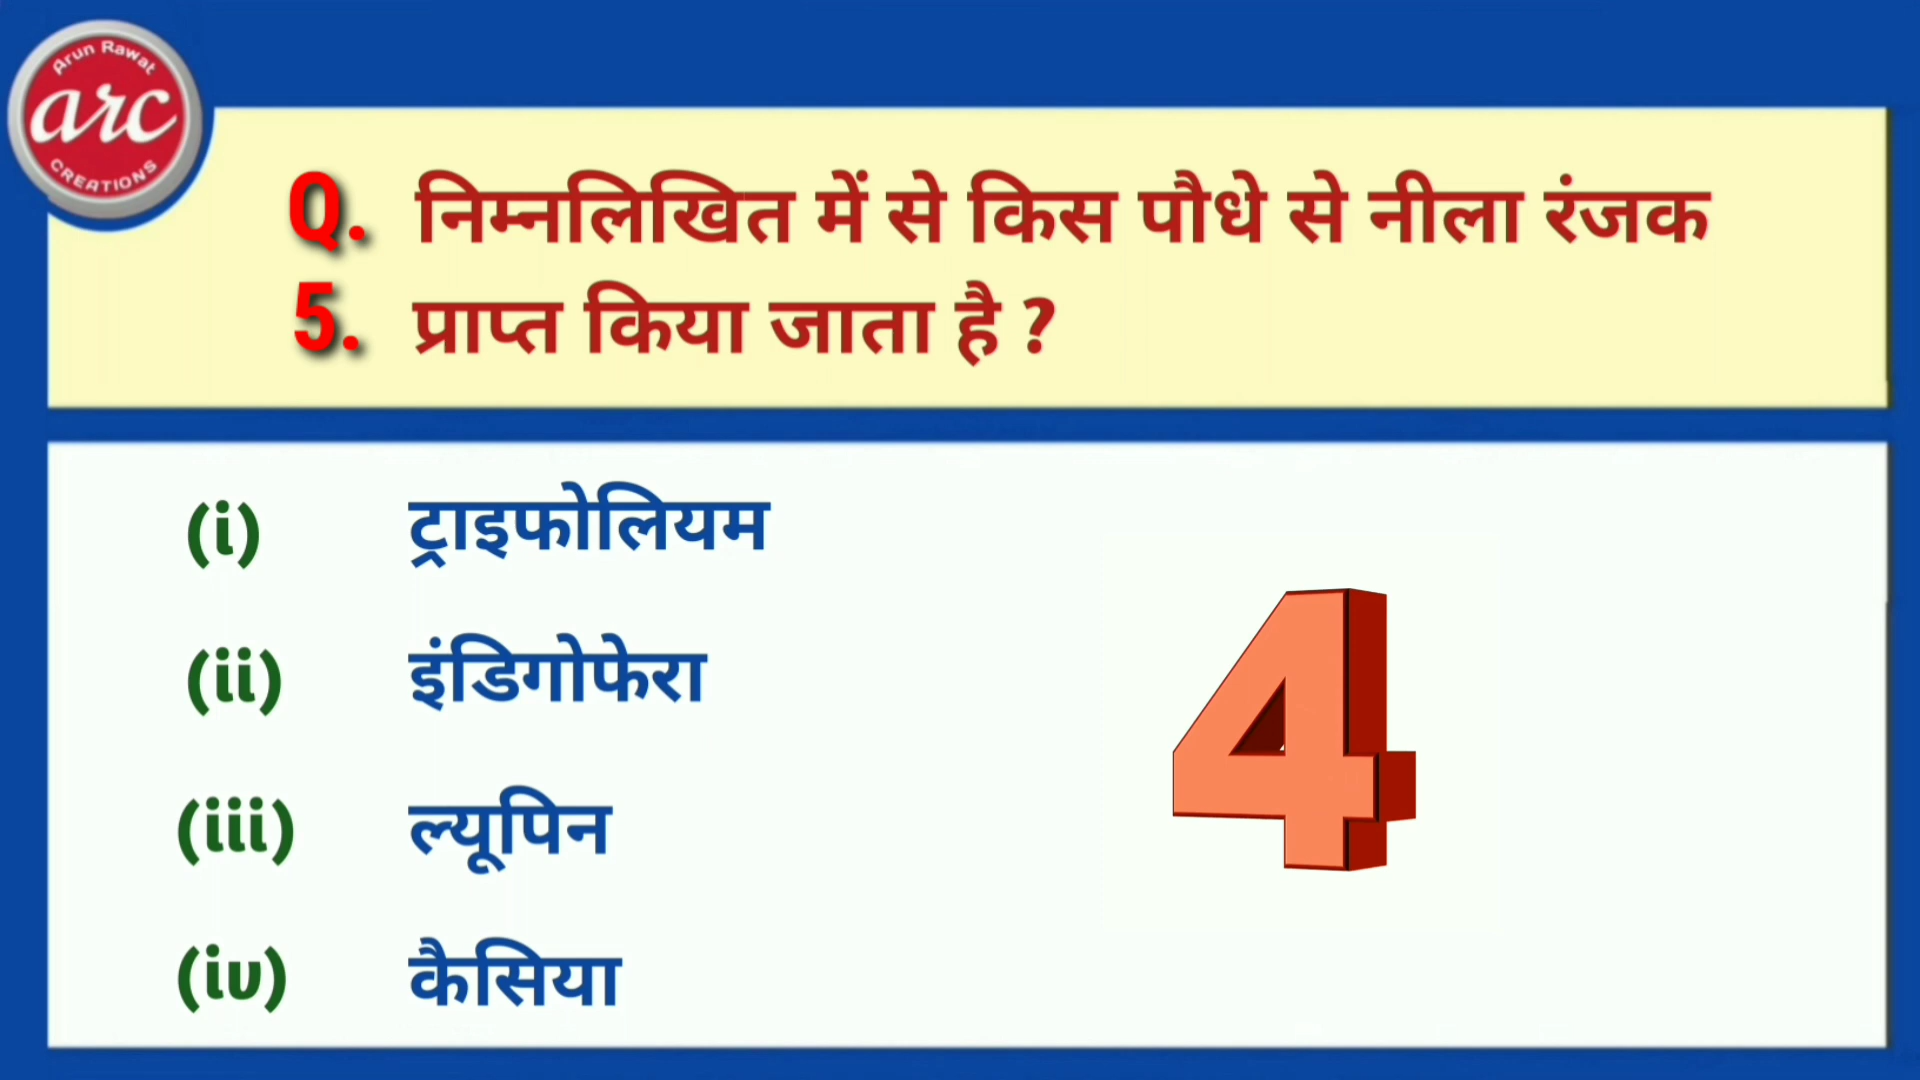 Arun Rawat
arc
CREATIONS
Q. निम्नलिखित में से किस पौधे से नीला रंजक
5. प्राप्त किया जाता है ?
(i) ट्राइफोलियम
(ii) इंडिगोफेरा
(iii) ल्यूपिन
(iv) कैसिया
4